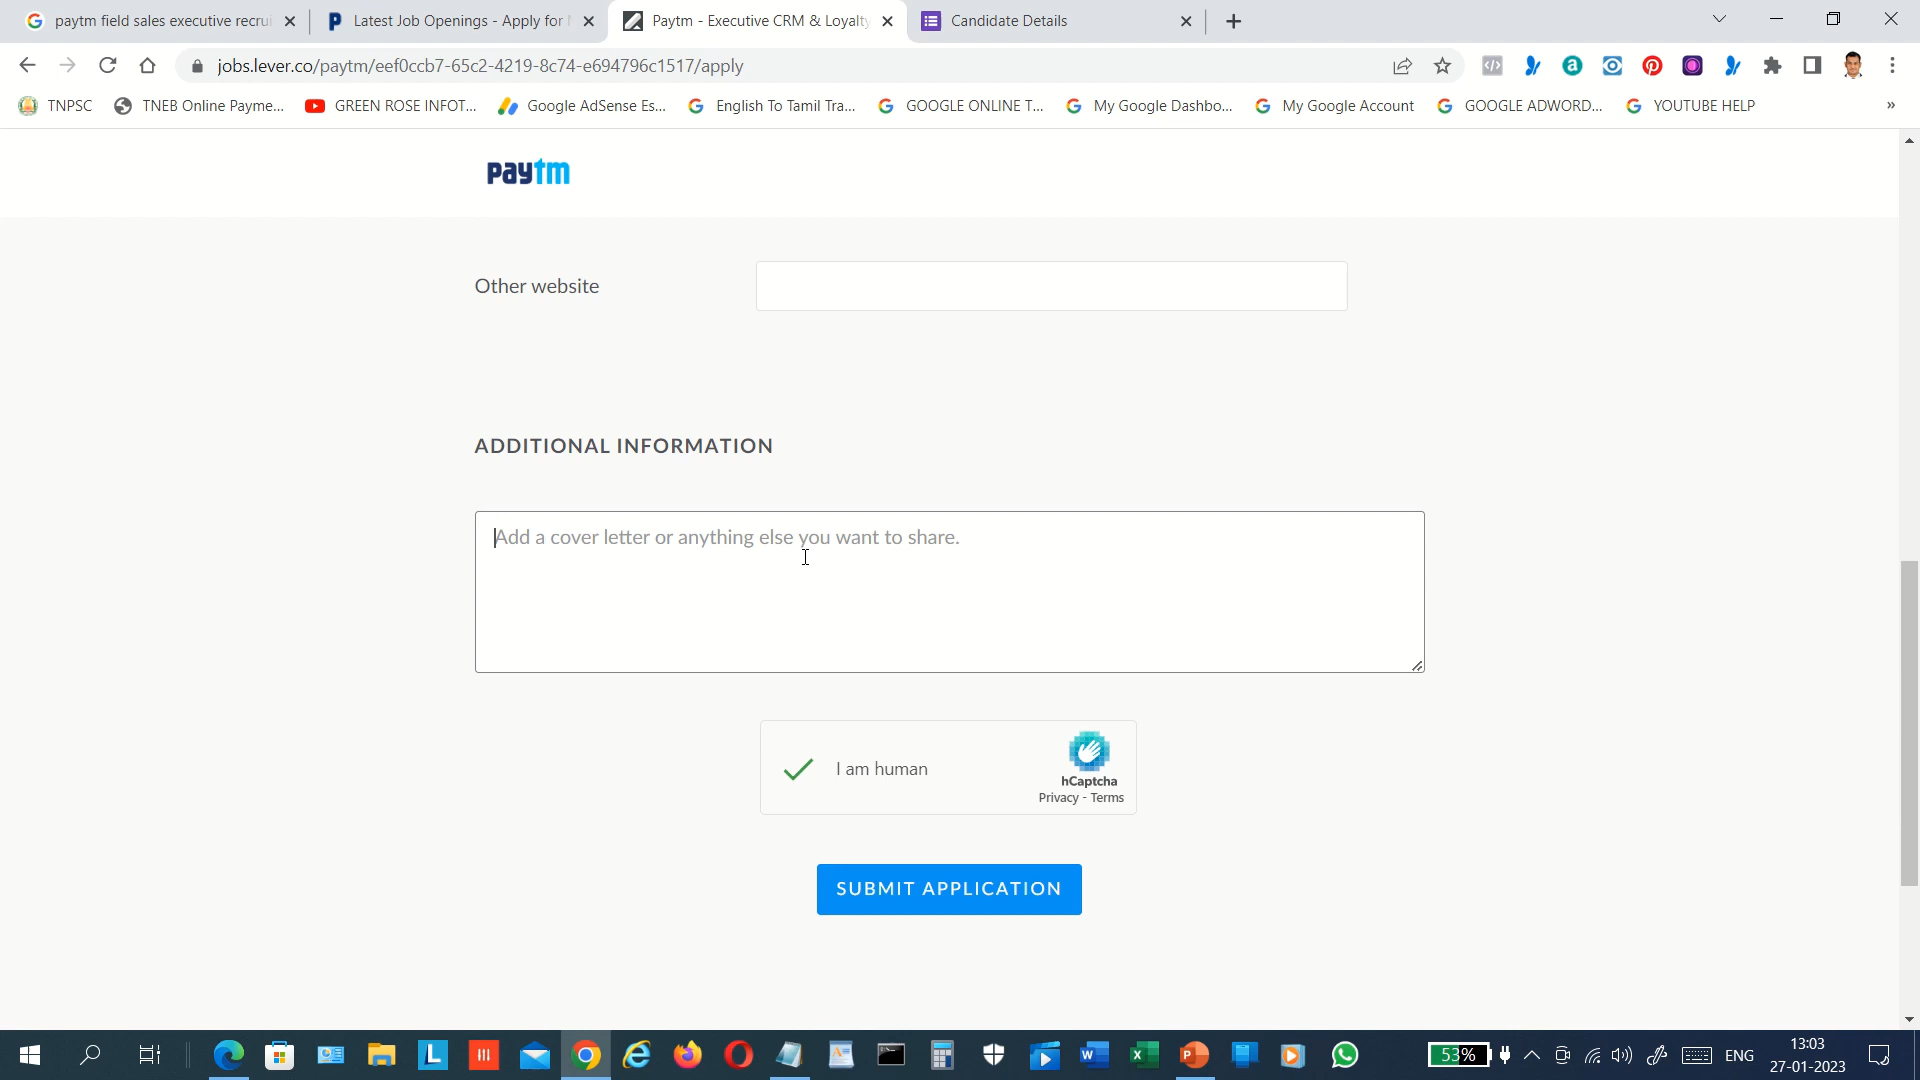 paytm field sales executive recrui
Latest Job Openings - Apply for
Paytm - Executive CRM & Loyalty
Candidate Details
jobs.lever.co/paytm/eef0ccb7-65c2-4219-8c74-e694796c1517/apply
TNPSC
TNEB Online Payme...
GREEN ROSE INFOT...
Google AdSense Es...
English To Tamil Tra...
GOOGLE ONLINE T...
My Google Dashbo...
My Google Account
GOOGLE ADWORD...
YOUTUBE HELP
»
paytm
Other website
ADDITIONAL INFORMATION
Add a cover letter or anything else you want to share.
I am human
hCaptcha
Privacy - Terms
SUBMIT APPLICATION
53%
ENG
13:03
27-01-2023